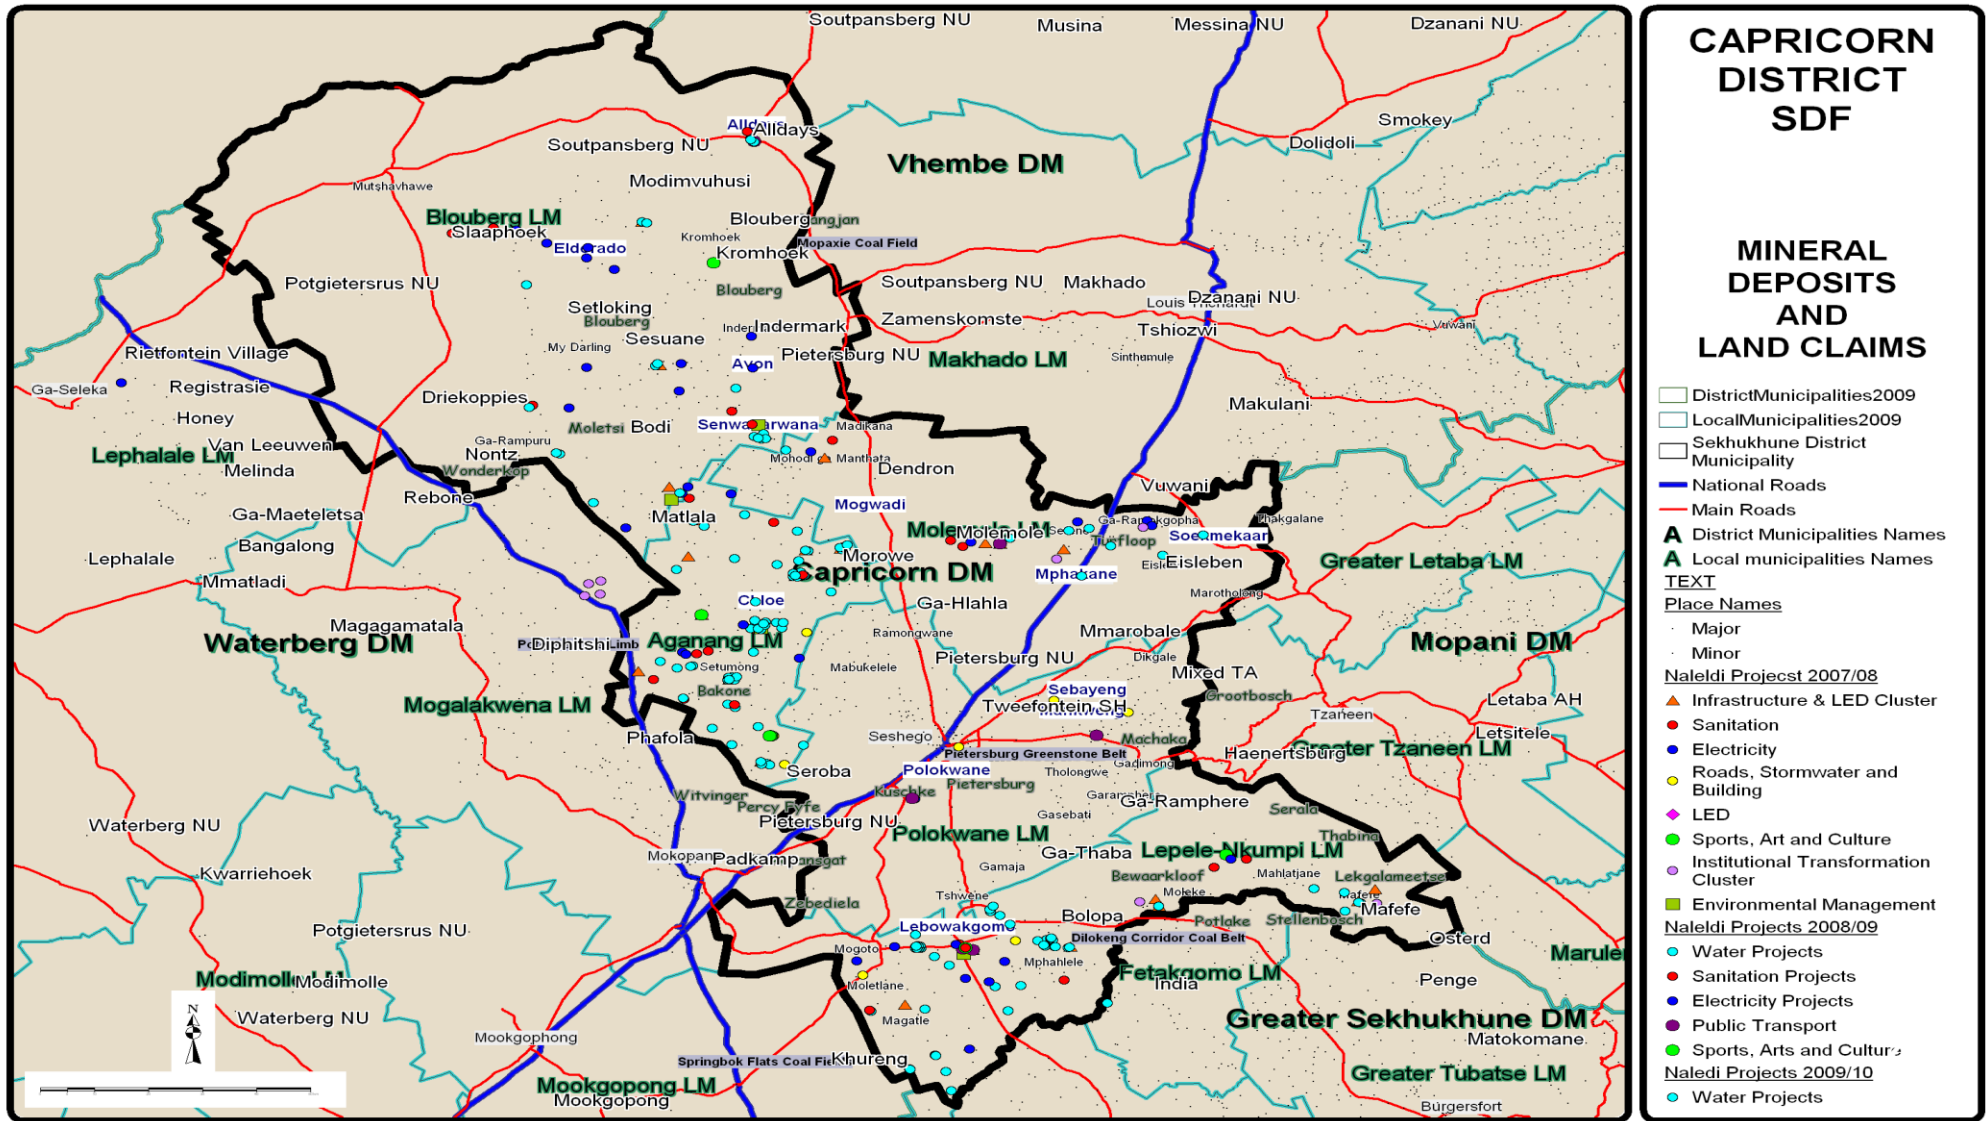 Soutpansberg NU
Musina
Messina NU
Dzanani NU
Smokey
Dolidoli
Alldays
Soutpansberg NU
Vhembe DM
Modimvuhusi
Mutshavhawe
Blouberg LM
Slaaphoek
Blouberg
Kromhoek
Kromhoek
Eldorado
Mopaxie Coal Field
Potgietersrus NU
Blouberg
Soutpansberg NU
Makhado
Dzanani NU
Setloking
Blouberg
Indermark
Zamenskomste
Tshiozwi
Vuwani
Sesuane
My Darling
Pietersburg NU
Makhado LM
Sinthumule
Rietfontein Village
Avon
Ga-Seleka
Registrasie
Driekoppies
Makulani
Honey
Moletsi
Bodi
Madikana
Van Leeuwen
Ga-Rampuru
Nontz
Lephalale LM
Melinda
Wonderkop
Manthata
Dendron
Rebone
Vuwani
Mogwadi
Ga-Maeteletsa
Matlala
Molemole
Tuffloop
Bangalong
Lephalale
Morowe
Eisleben
Greater Letaba LM
Mmatladi
Capricorn DM
Mphakane
Marotholong
Chloe
Ga-Hlahla
Magagamatala
Ramongwane
Mmarobale
Waterberg DM
Diphitshi
Limb
Aganang LM
Mopani DM
Setumong
Mabukelele
Pietersburg NU
Dikgale
Mixed TA
Bakone
Sebayeng
Grootbosch
Letaba AH
Mogalakwena LM
Tweefontein SH
Tzaneen
Phafola
Seshego
Machaka
Letsitele
Greater Tzaneen LM
Haenertsburg
Pietersburg Greenstone Belt
Seroba
Polokwane
Tholongwe
Gadimong
Witvinger
Percy Fyfe
Kuschke
Pietersburg
Ga-Ramphere
Serala
Waterberg NU
Pietersburg NU
Gasebati
Polokwane LM
Thabina
Mokopan
Padkamp
Ga-Thaba
Lepele-Nkumpi LM
Kwarriehoek
Gamaja
Bewaarkloof
Mahlatjane
Lekgalameetse
Zebediela
Tshwene
Moleke
Mafefe
Mafefe
Bolopa
Potlake
Stellenbosch
Potgietersrus NU
Lebowakgomo
Dilokeng Corridor Coal Belt
Osterd
Mogoto
Mphahlele
Fetakgomo LM
India
Penge
Modimolle
Moletlane
Waterberg NU
Magatle
Greater Sekhukhune DM
Matokomane
Mookgophong
Khureng
Mookgopong LM
Mookgopong
Greater Tubatse LM
Bürgersfort
N
CAPRICORN
DISTRICT
SDF
MINERAL
DEPOSITS
AND
LAND CLAIMS
DistrictMunicipalities2009
LocalMunicipalities2009
Sekhukhune District
Municipality
National Roads
Main Roads
A District Municipalities Names
A Local municipalities Names
TEXT
Place Names
Major
Minor
Naleldi Projecst 2007/08
Infrastructure & LED Cluster
Sanitation
Electricity
Roads, Stormwater and
Building
LED
Sports, Art and Culture
Institutional Transformation
Cluster
Environmental Management
Naleldi Projects 2008/09
Water Projects
Sanitation Projects
Electricity Projects
Public Transport
Sports, Arts and Culture
Naledi Projects 2009/10
Water Projects